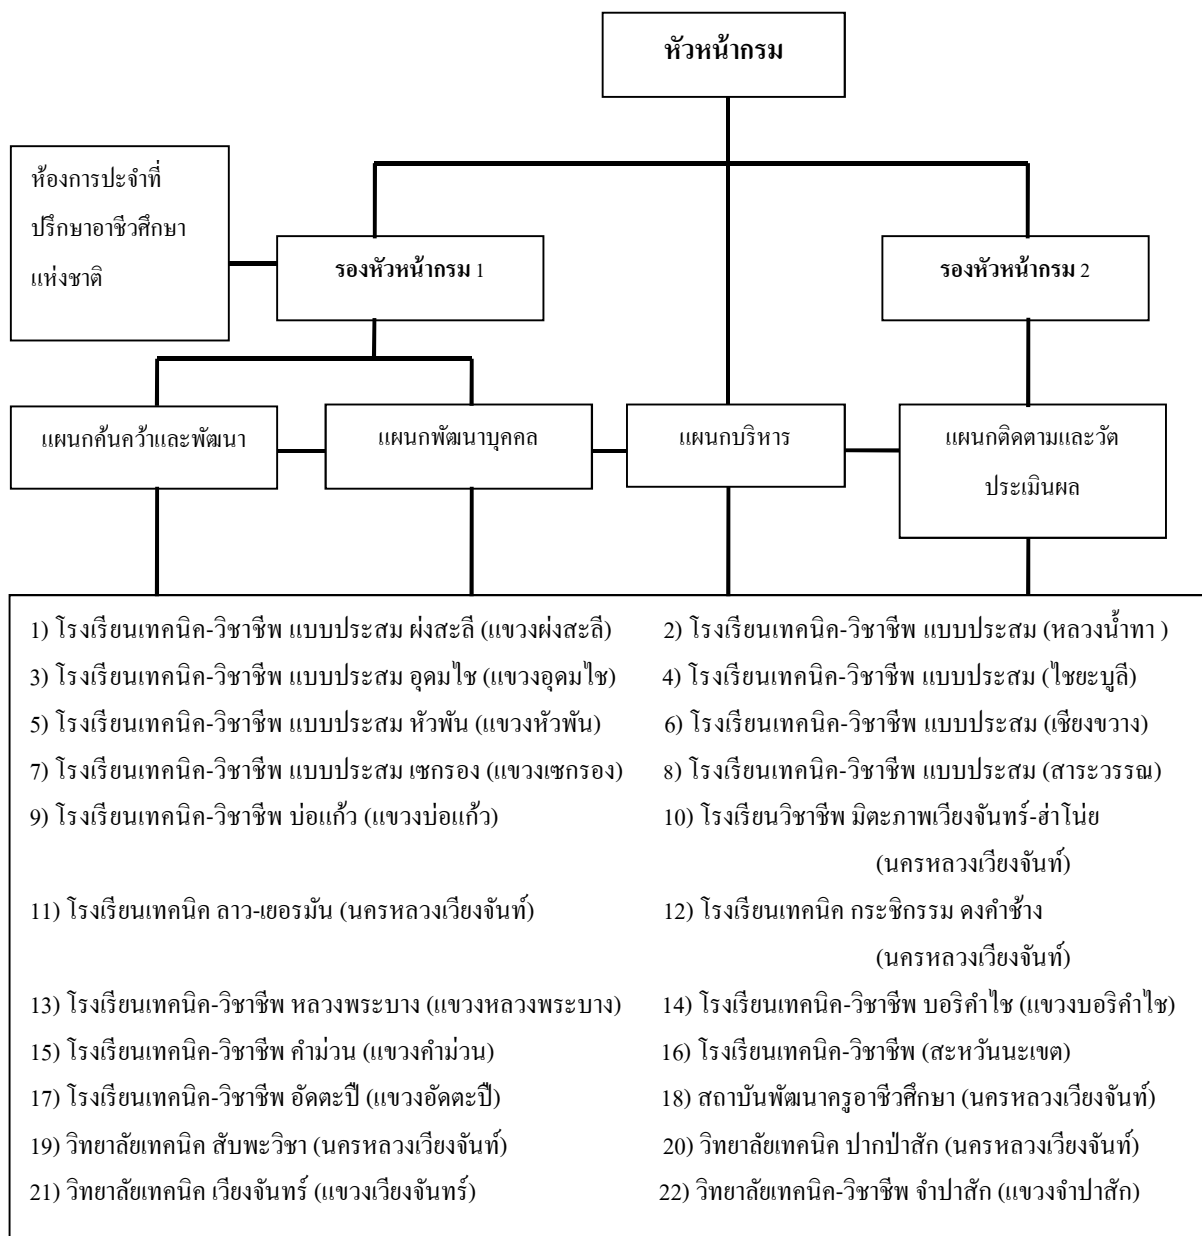 หัวหน้ากรม
ห้องการปะจำที่
ปรึกษาอาชีวศึกษา
แห่งชาติ
รองหัวหน้ากรม 1
รองหัวหน้ากรม 2
แผนกค้นคว้าและพัฒนา
แผนกพัฒนาบุคคล
แผนกบริหาร
แผนกติดตามและวัต
ประเมินผล
1) โรงเรียนเทคนิค-วิชาชีพ แบบประสม ผ่งสะลี (แขวงผ่งสะลี)
2) โรงเรียนเทคนิค-วิชาชีพ แบบประสม (หลวงน้ำทา )
3) โรงเรียนเทคนิค-วิชาชีพ แบบประสม อุดมไช (แขวงอุดมไช)
4) โรงเรียนเทคนิค-วิชาชีพ แบบประสม (ไชยะบูลี)
5) โรงเรียนเทคนิค-วิชาชีพ แบบประสม หัวพัน (แขวงหัวพัน)
6) โรงเรียนเทคนิค-วิชาชีพ แบบประสม (เชียงขวาง)
7) โรงเรียนเทคนิค-วิชาชีพ แบบประสม เซกรอง (แขวงเซกรอง)
8) โรงเรียนเทคนิค-วิชาชีพ แบบประสม (สาระวรรณ)
9) โรงเรียนเทคนิค-วิชาชีพ บ่อแก้ว (แขวงบ่อแก้ว)
10) โรงเรียนวิชาชีพ มิตะภาพเวียงจันทร์-ฮ่าโน่ย
(นครหลวงเวียงจันท์)
11) โรงเรียนเทคนิค ลาว-เยอรมัน (นครหลวงเวียงจันท์)
12) โรงเรียนเทคนิค กระชิกรรม ดงคำช้าง
(นครหลวงเวียงจันท์)
13) โรงเรียนเทคนิค-วิชาชีพ หลวงพระบาง (แขวงหลวงพระบาง)
14) โรงเรียนเทคนิค-วิชาชีพ บอริคำไช (แขวงบอริคำไช)
15) โรงเรียนเทคนิค-วิชาชีพ คำม่วน (แขวงคำม่วน)
16) โรงเรียนเทคนิค-วิชาชีพ (สะหวันนะเขต)
17) โรงเรียนเทคนิค-วิชาชีพ อัดตะปื (แขวงอัดตะปื)
18) สถาบันพัฒนาครูอาชีวศึกษา (นครหลวงเวียงจันท์)
19) วิทยาลัยเทคนิค สับพะวิชา (นครหลวงเวียงจันท์)
20) วิทยาลัยเทคนิค ปากป่าสัก (นครหลวงเวียงจันท์)
21) วิทยาลัยเทคนิค เวียงจันทร์ (แขวงเวียงจันทร์)
22) วิทยาลัยเทคนิค-วิชาชีพ จำปาสัก (แขวงจำปาสัก)